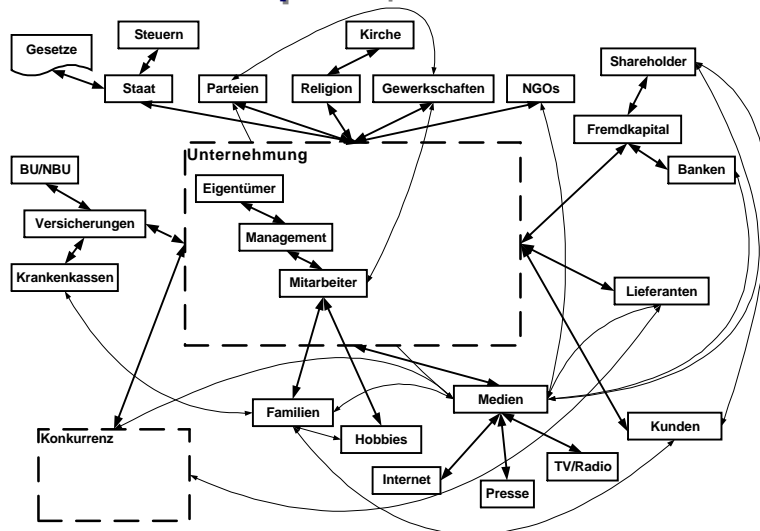 Steuern
Kirche
Gesetze
Shareholder
Staat
Parteien
Religion
Gewerkschaften
NGOs
Fremdkapital
Unternehmung
BU/NBU
Banken
Eigentümer
Versicherungen
Management
Krankenkassen
Mitarbeiter
Lieferanten
Medien
Familien
Kunden
Konkurrenz
Hobbies
TV/Radio
Internet
Presse